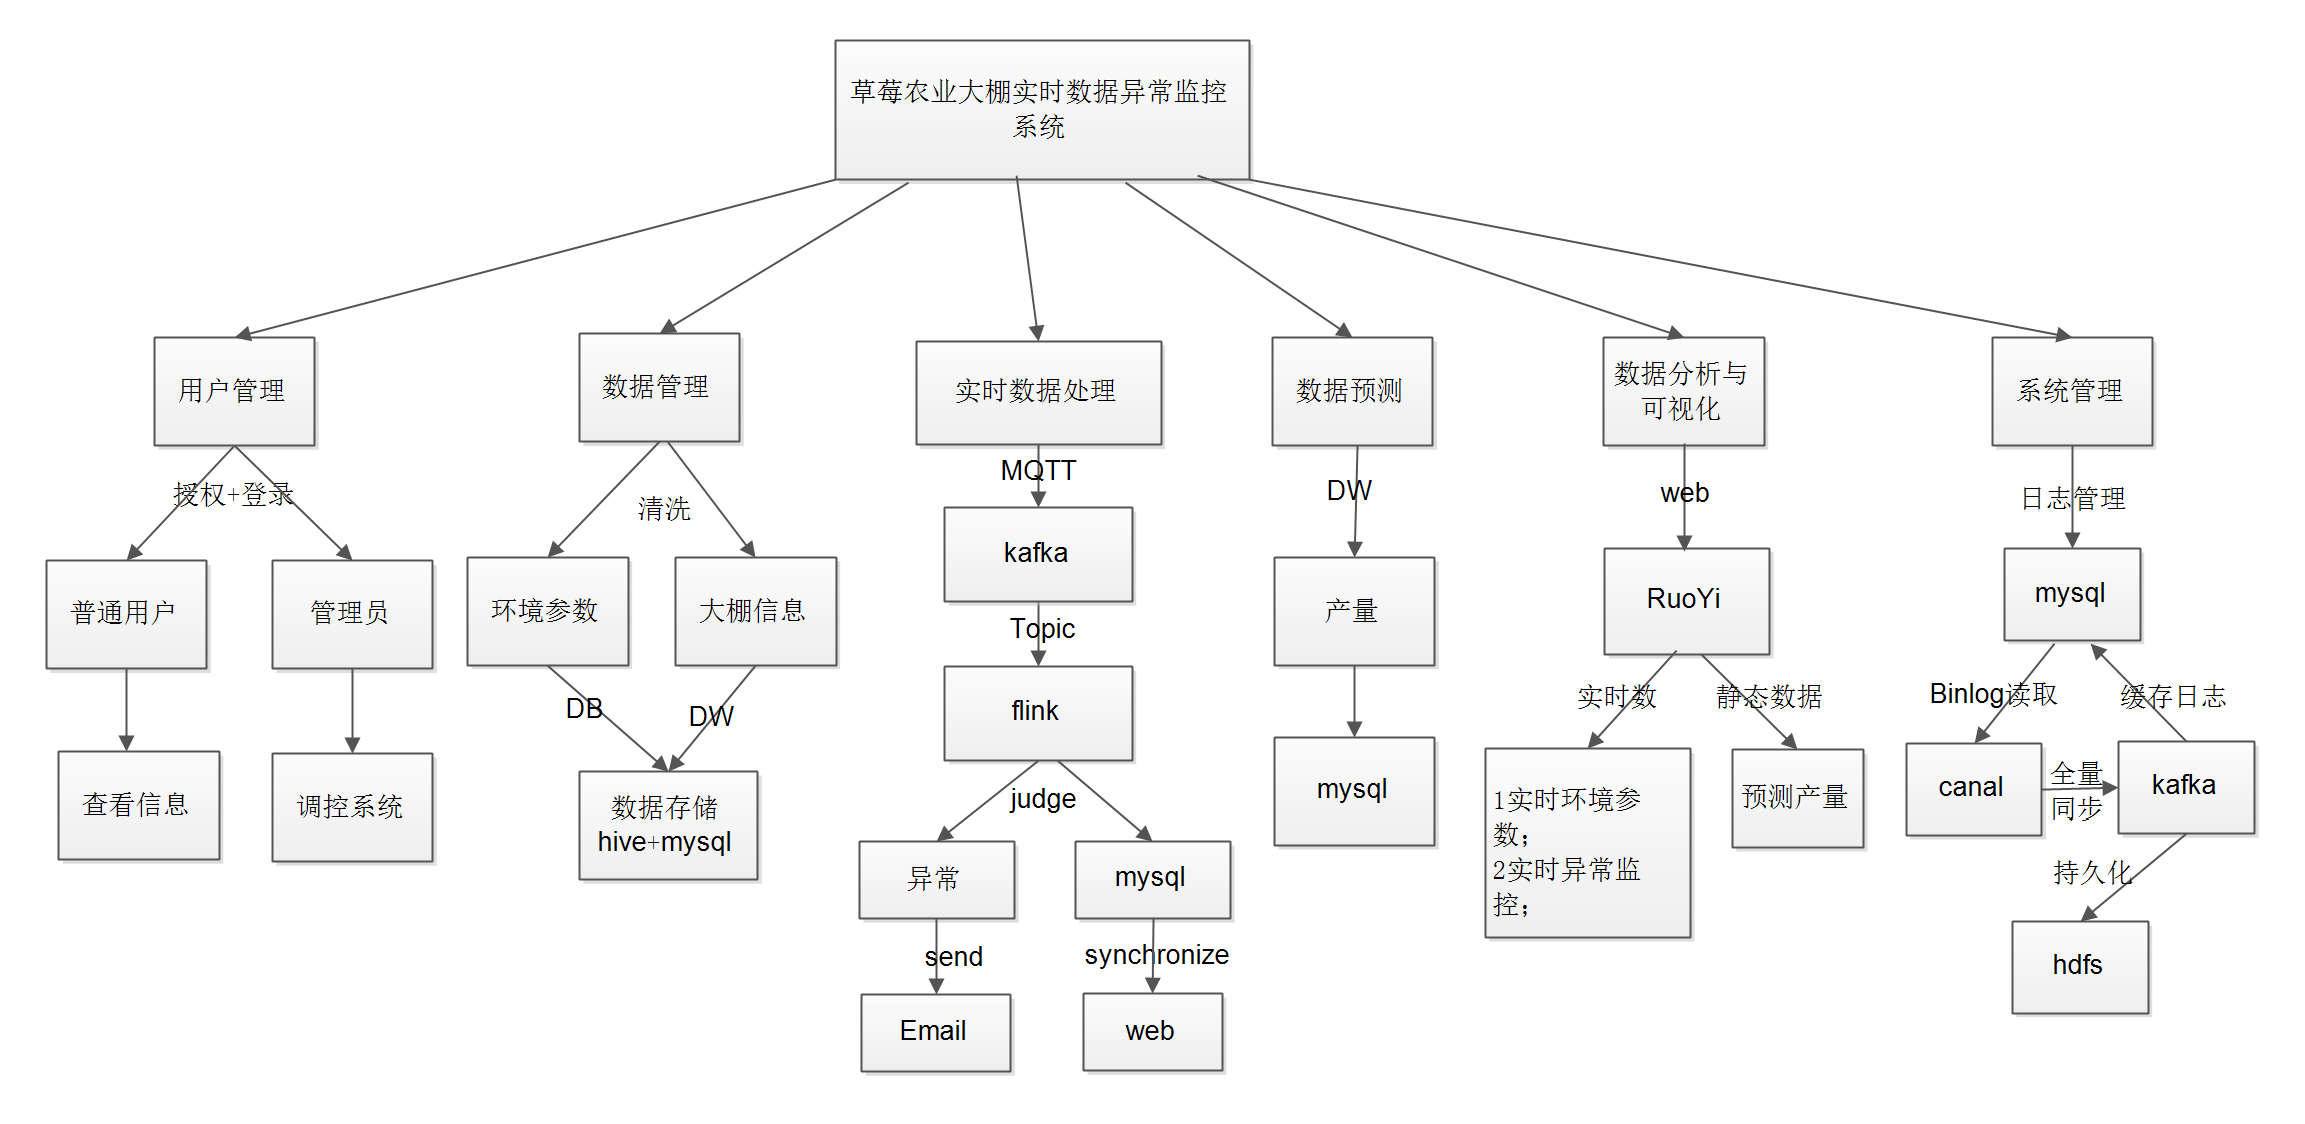 草莓农业大棚实时数据异常监控
系统
用户管理
数据管理
实时数据处理
数据预测
数据分析与
可视化
系统管理
授权+登录
清洗
MQTT
DW
web
日志管理
普通用户
管理员
环境参数
大棚信息
kafka
产量
RuoYi
mysql
Topic
DB
DW
flink
实时数
静态数据
Binlog读取
缓存日志
查看信息
调控系统
数据存储
hive+mysql
judge
mysql
1实时环境参
数;
2实时异常监
控;
预测产量
canal
全量
同步
kafka
异常
mysql
持久化
send
synchronize
hdfs
Email
web